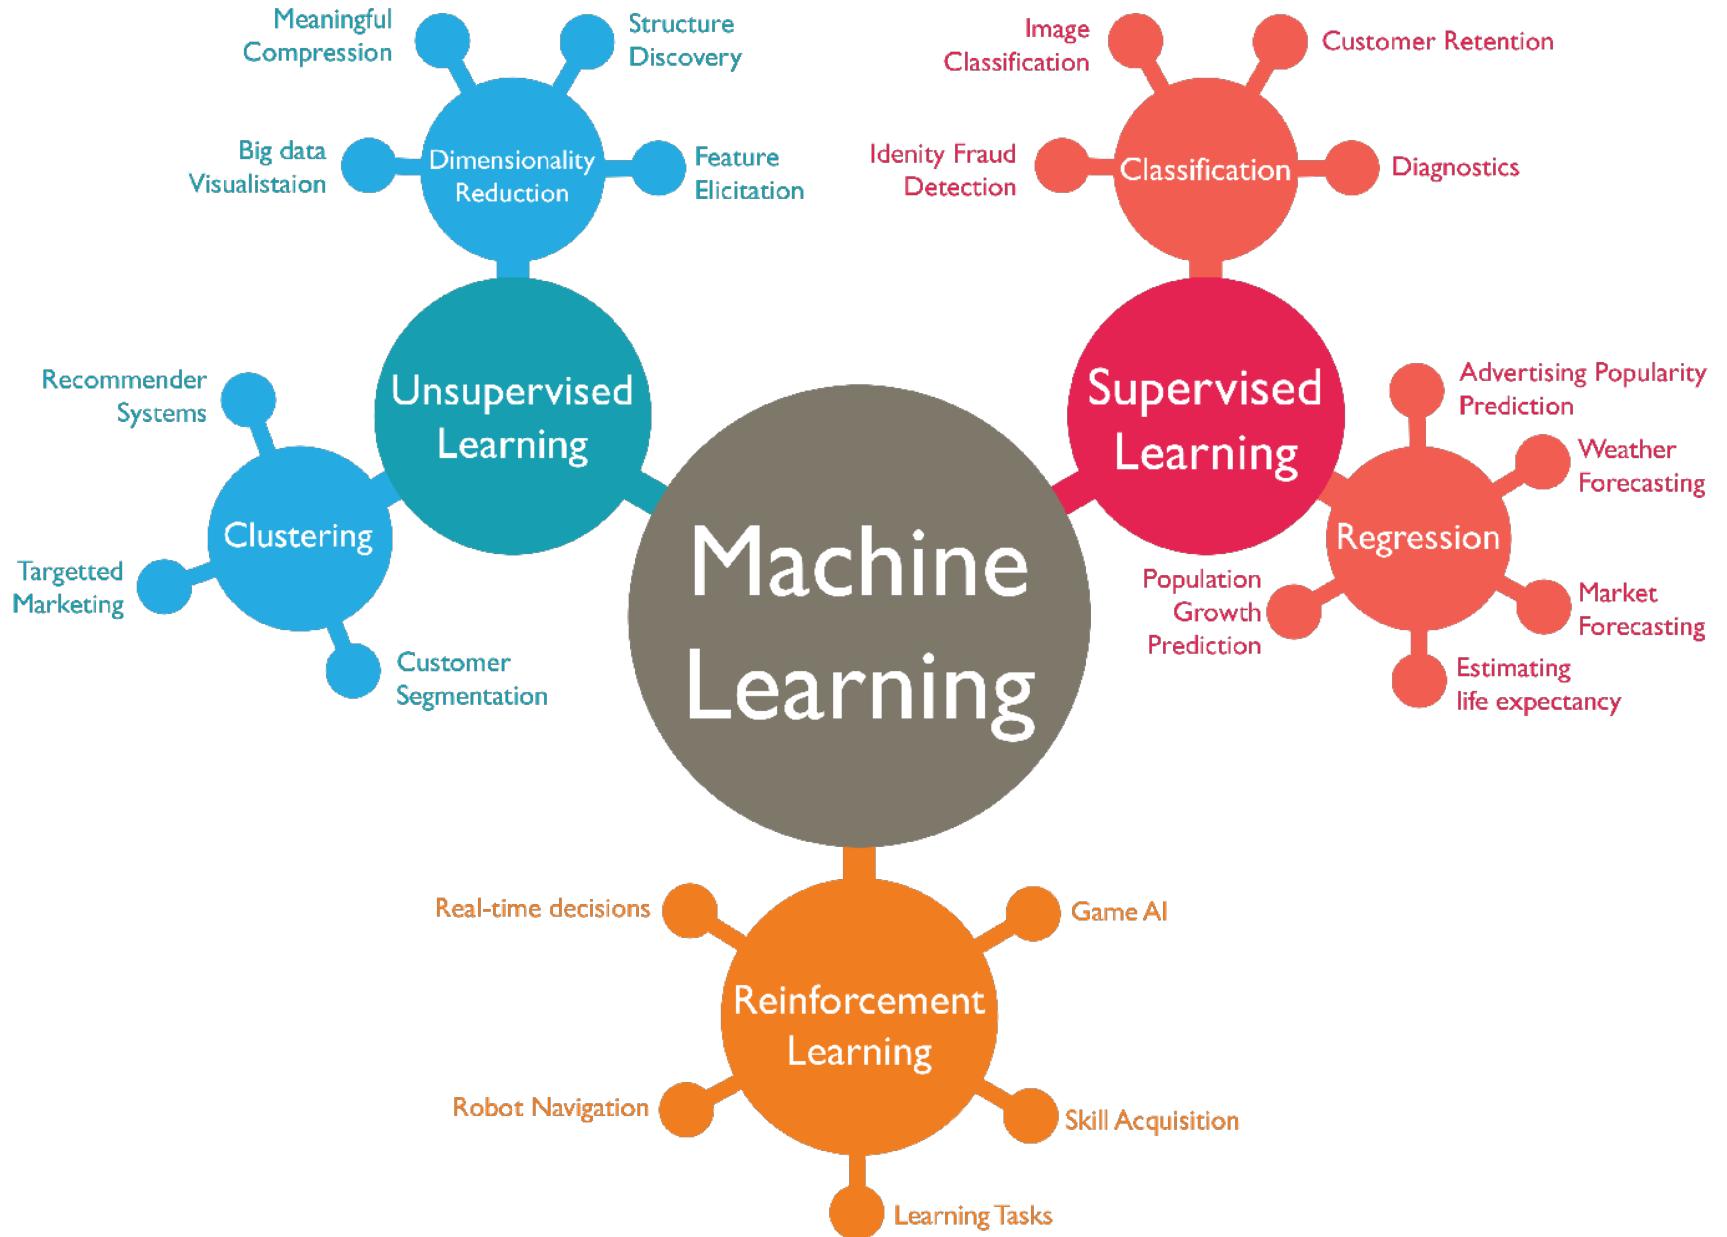 Meaningful
Compression
Structure
Discovery
Big data
Visualistaion
Dimensionality
Reduction
Feature
Elicitation
Image
Classification
Customer Retention
Idenity Fraud
Detection
Classification
Diagnostics
Unsupervised
Learning
Supervised
Learning
Recommender
Systems
Clustering
Targetted
Marketing
Customer
Segmentation
Machine
Learning
Advertising Popularity
Prediction
Weather
Forecasting
Regression
Population
Growth
Prediction
Market
Forecasting
Estimating
life expectancy
Real-time decisions
Game AI
Reinforcement
Learning
Robot Navigation
Skill Acquisition
Learning Tasks